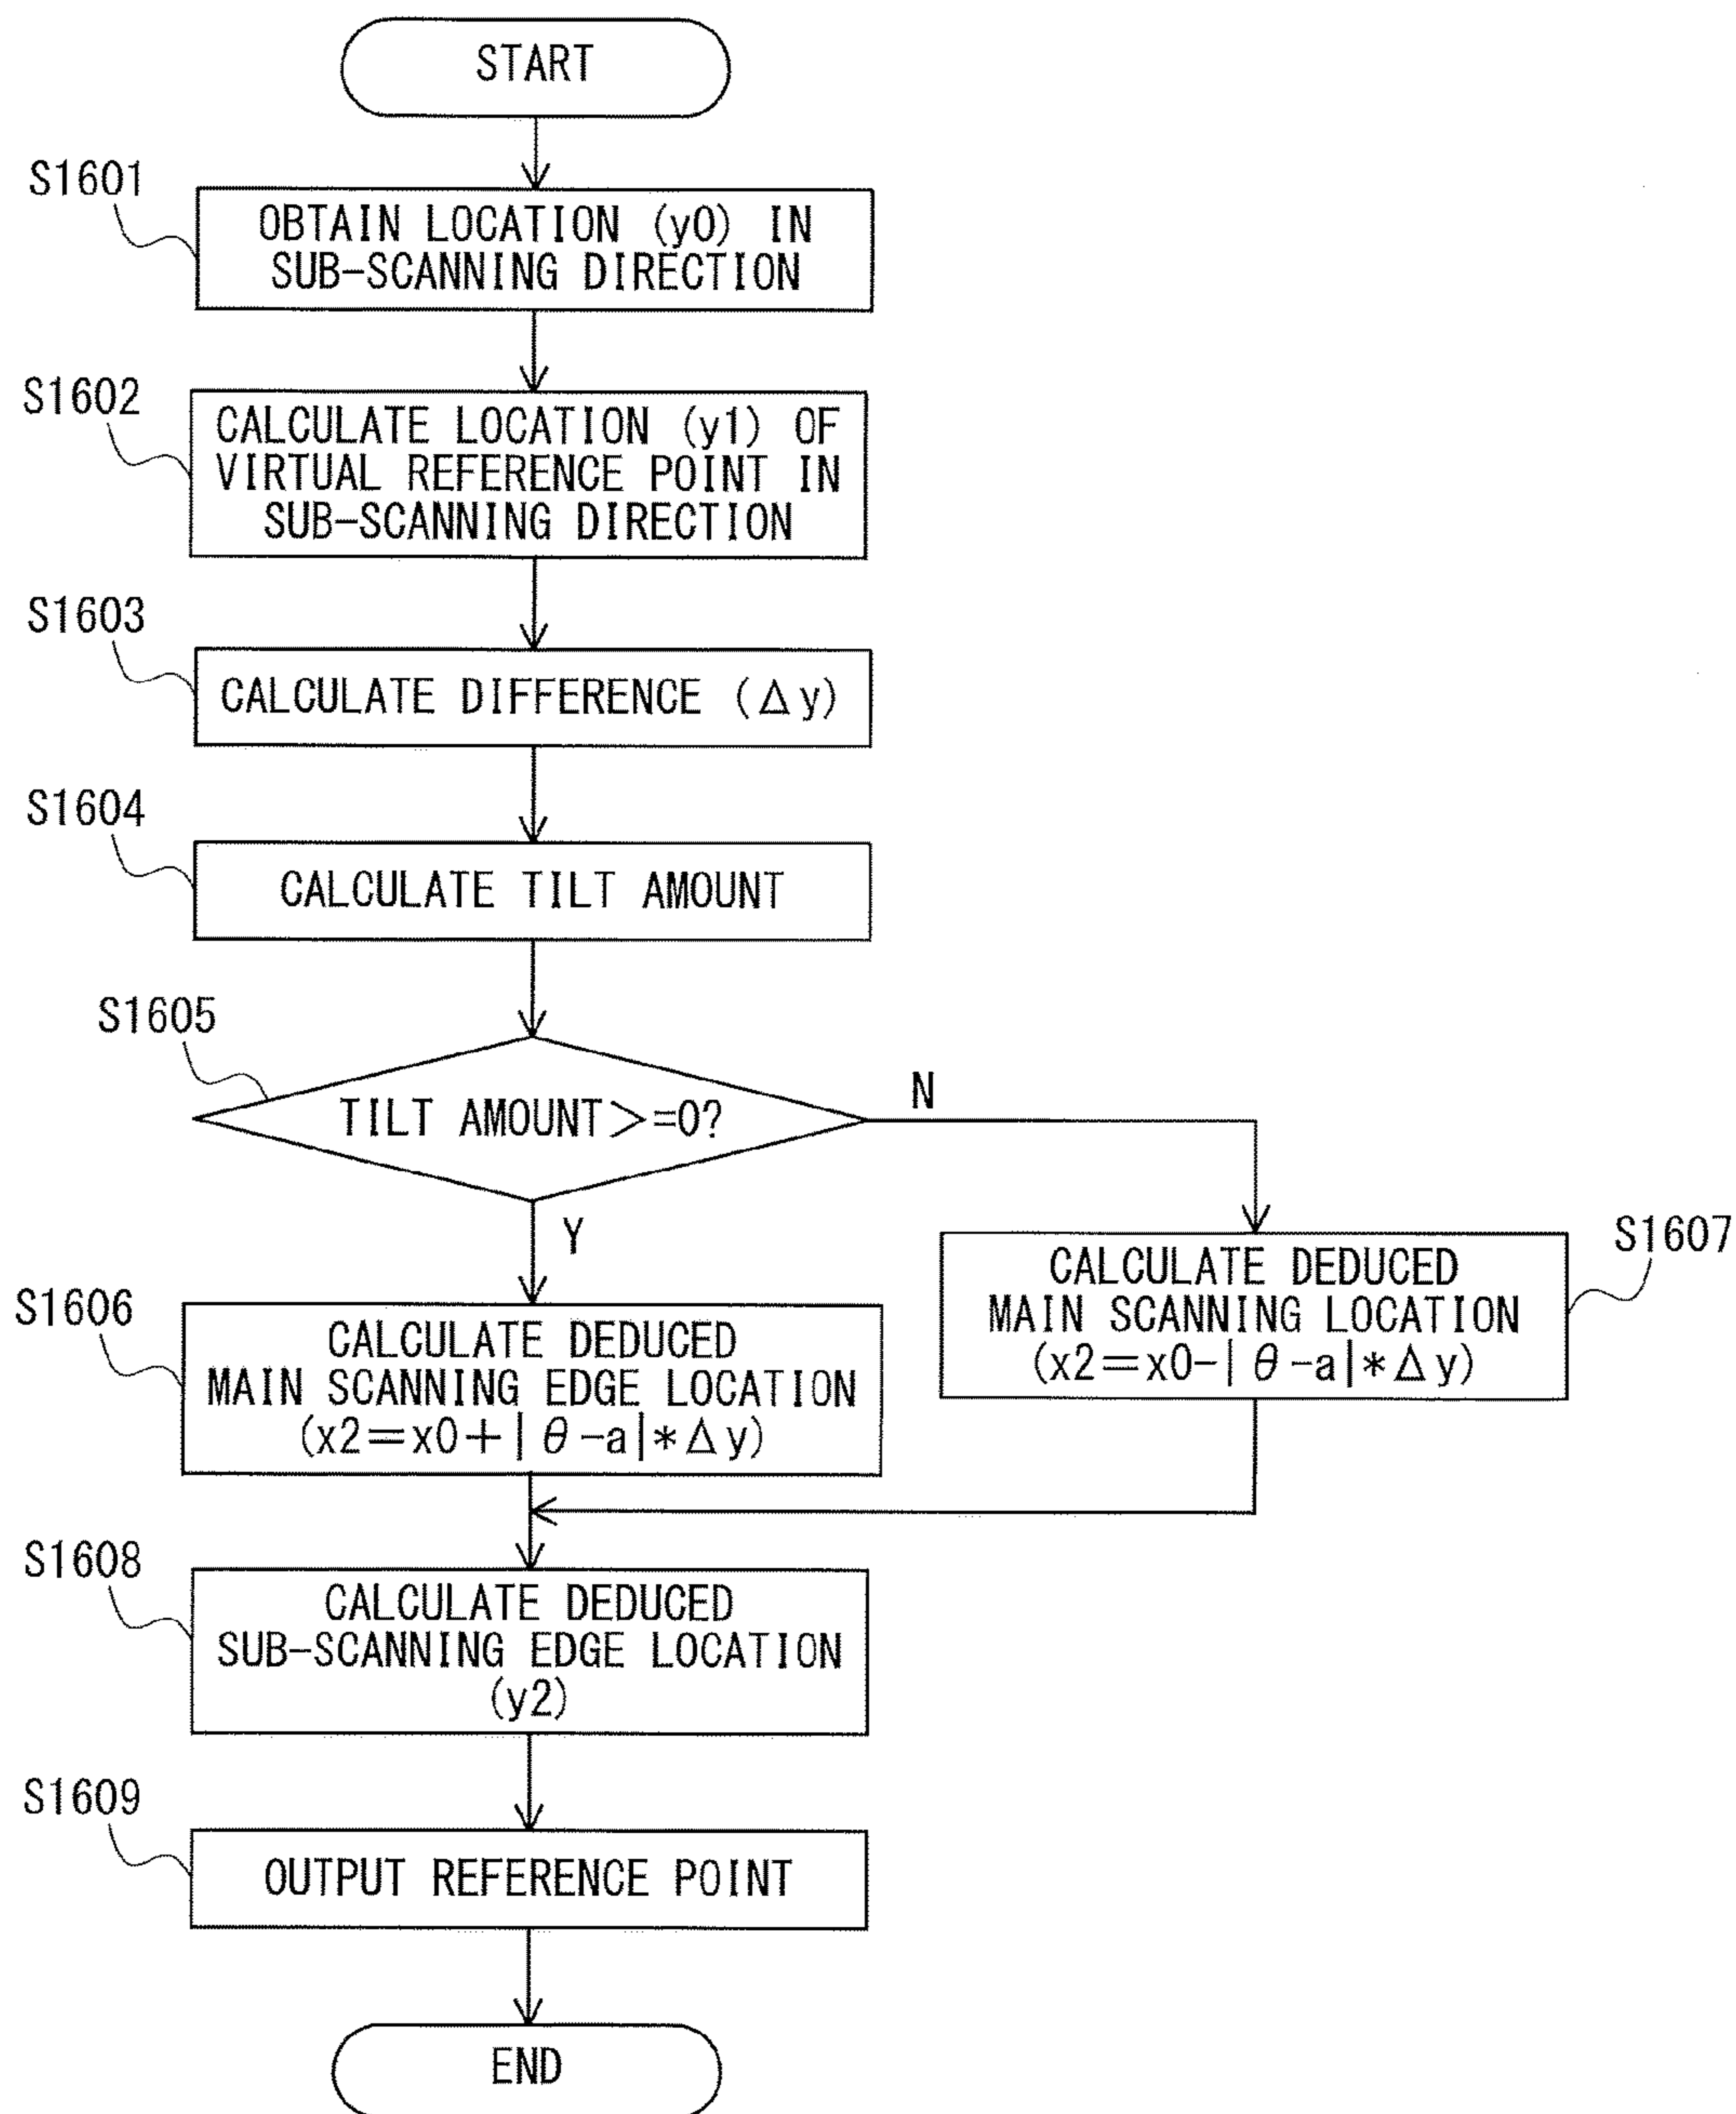 START
S1601
OBTAIN LOCATION (y0) IN
SUB-SCANNING DIRECTION
S1602
CALCULATE LOCATION (y1) OF
VIRTUAL REFERENCE POINT IN
SUB-SCANNING DIRECTION
S1603
CALCULATE DIFFERENCE (Δy)
S1604
CALCULATE TILT AMOUNT
S1605
TILT AMOUNT>=0?
N
Y
S1607
CALCULATE DEDUCED
MAIN SCANNING LOCATION
(x2=x0-|θ-a|*Δy)
S1606
CALCULATE DEDUCED
MAIN SCANNING EDGE LOCATION
(x2=x0+|θ-a|*Δy)
S1608
CALCULATE DEDUCED
SUB-SCANNING EDGE LOCATION
(y2)
S1609
OUTPUT REFERENCE POINT
END